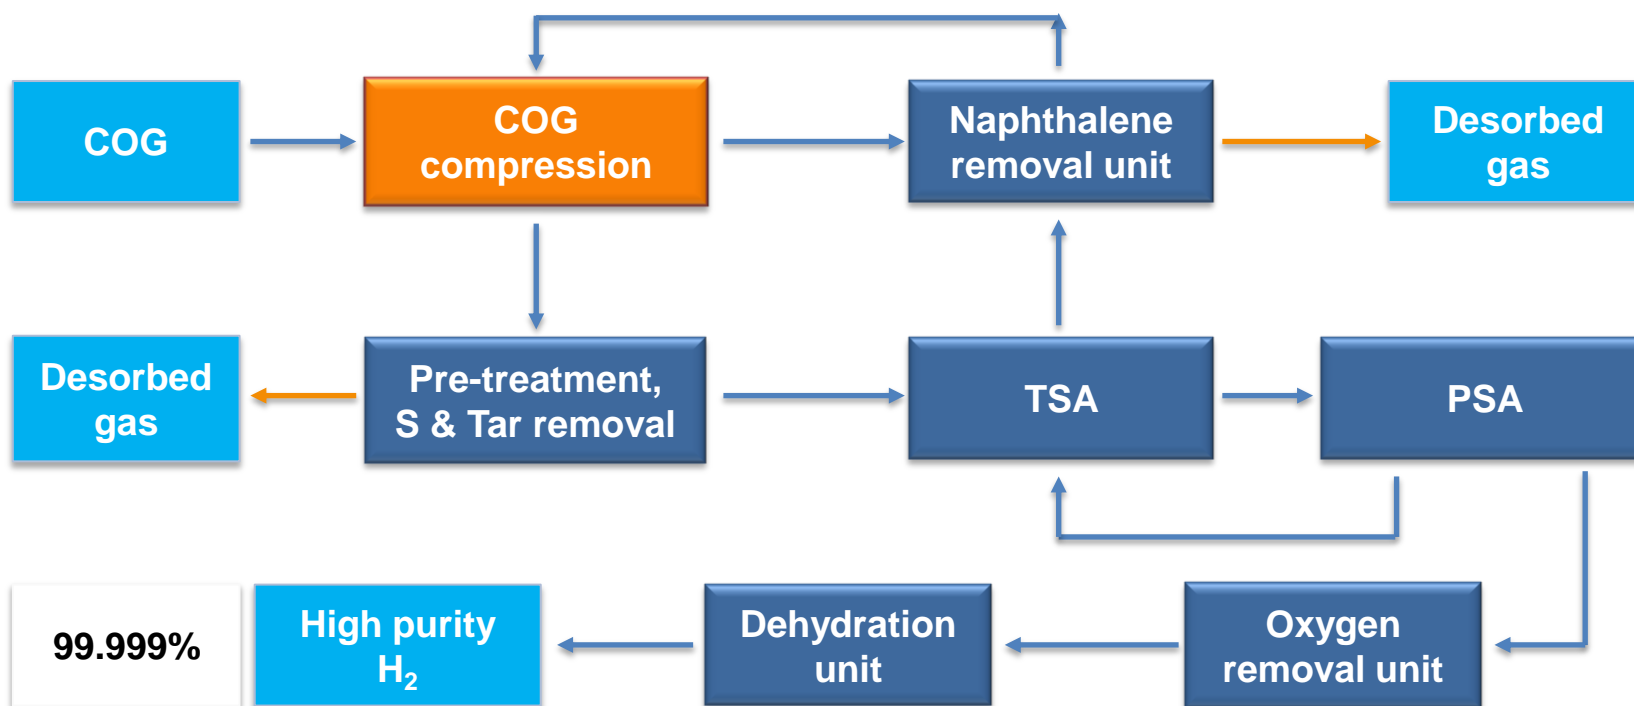 COG
COG
compression
Naphthalene
removal unit
Desorbed
gas
Desorbed
gas
Pre-treatment,
S & Tar removal
TSA
PSA
99.999%
High purity
H₂
Dehydration
unit
Oxygen
removal unit